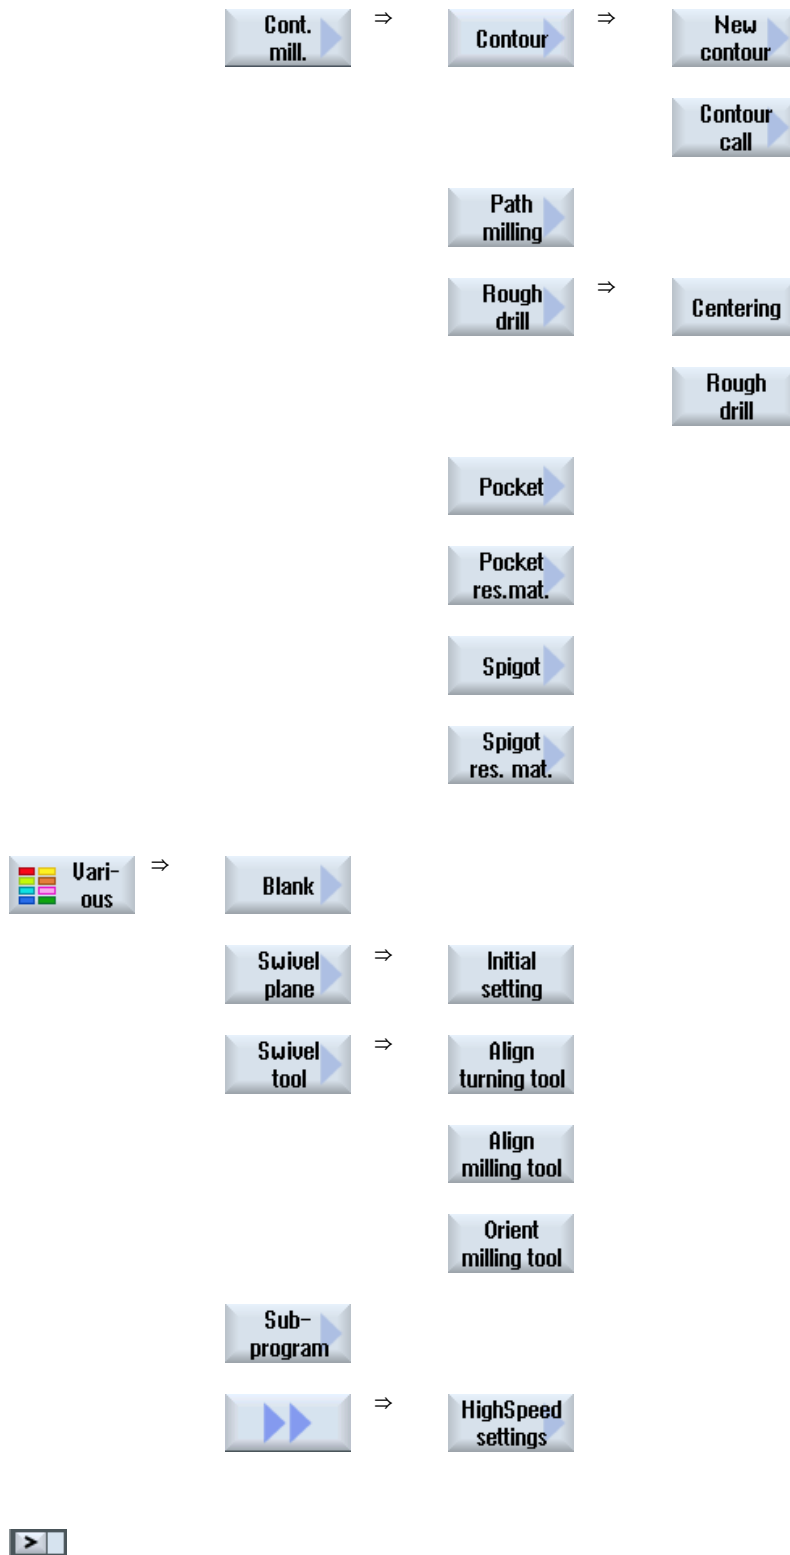 Cont.
mill.
⇒
Contour
⇒
New
contour
Contour
call
Path
milling
Rough
drill
⇒
Centering
Rough
drill
Pocket
Pocket
res.mat.
Spigot
Spigot
res. mat.
Vari-
ous
⇒
Blank
Swivel
plane
⇒
Initial
setting
Swivel
tool
⇒
Align
turning tool
Align
milling tool
Orient
milling tool
Sub-
program
⇒
HighSpeed
settings
>